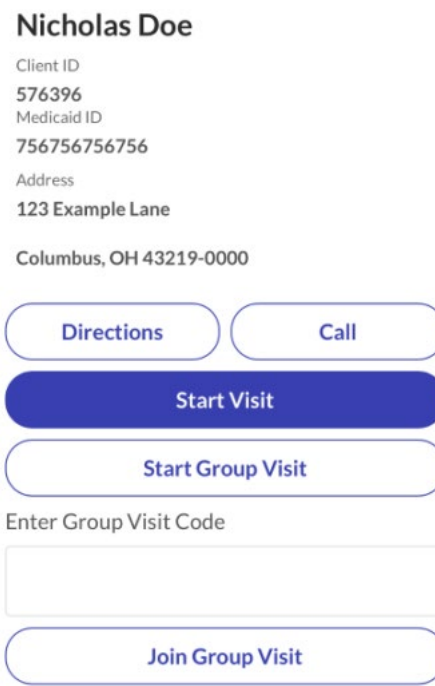 Nicholas Doe
Client ID
576396
Medicaid ID
756756756756
Address
123 Example Lane
Columbus, OH 43219-0000
Directions
Call
Start Visit
Start Group Visit
Enter Group Visit Code
Join Group Visit